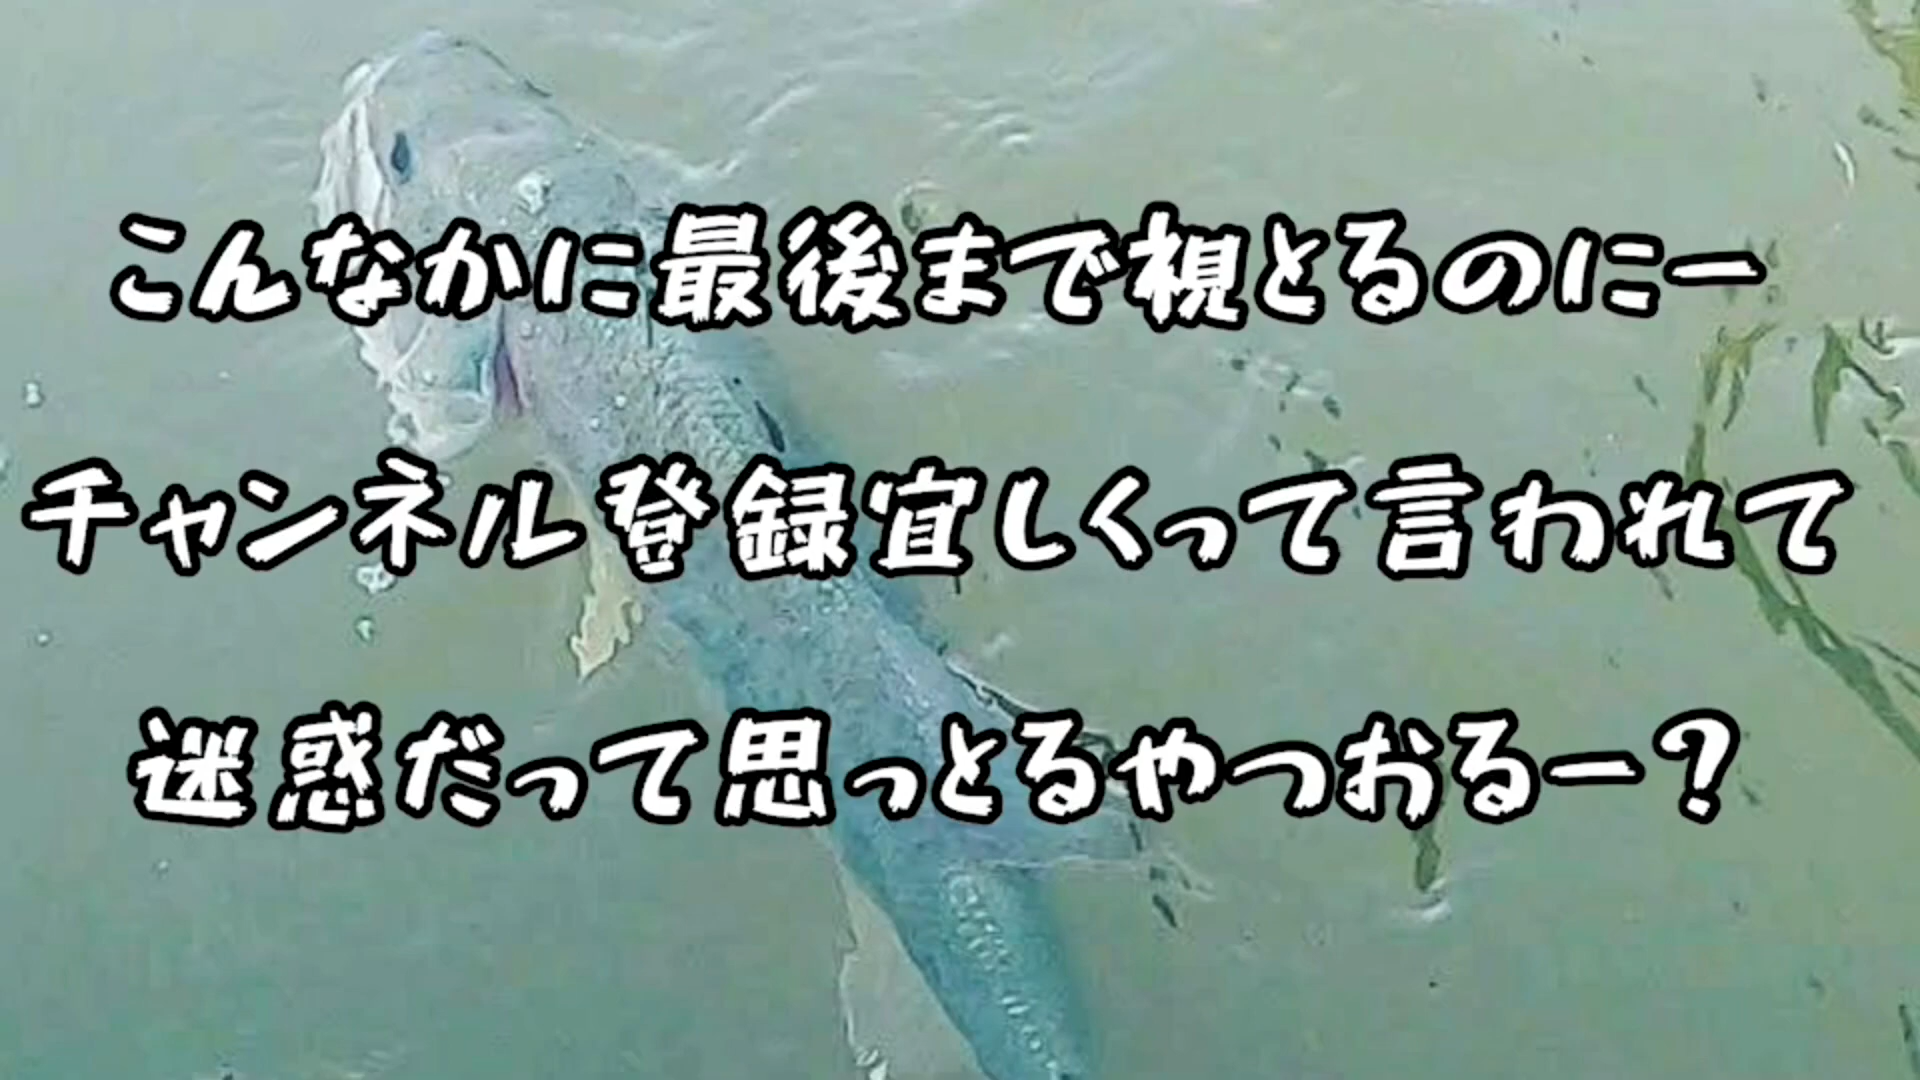 こんなかに最後まで視とるのにー
チャンネル登録宜しくって言われて
迷惑だって思っとるやつおるー？